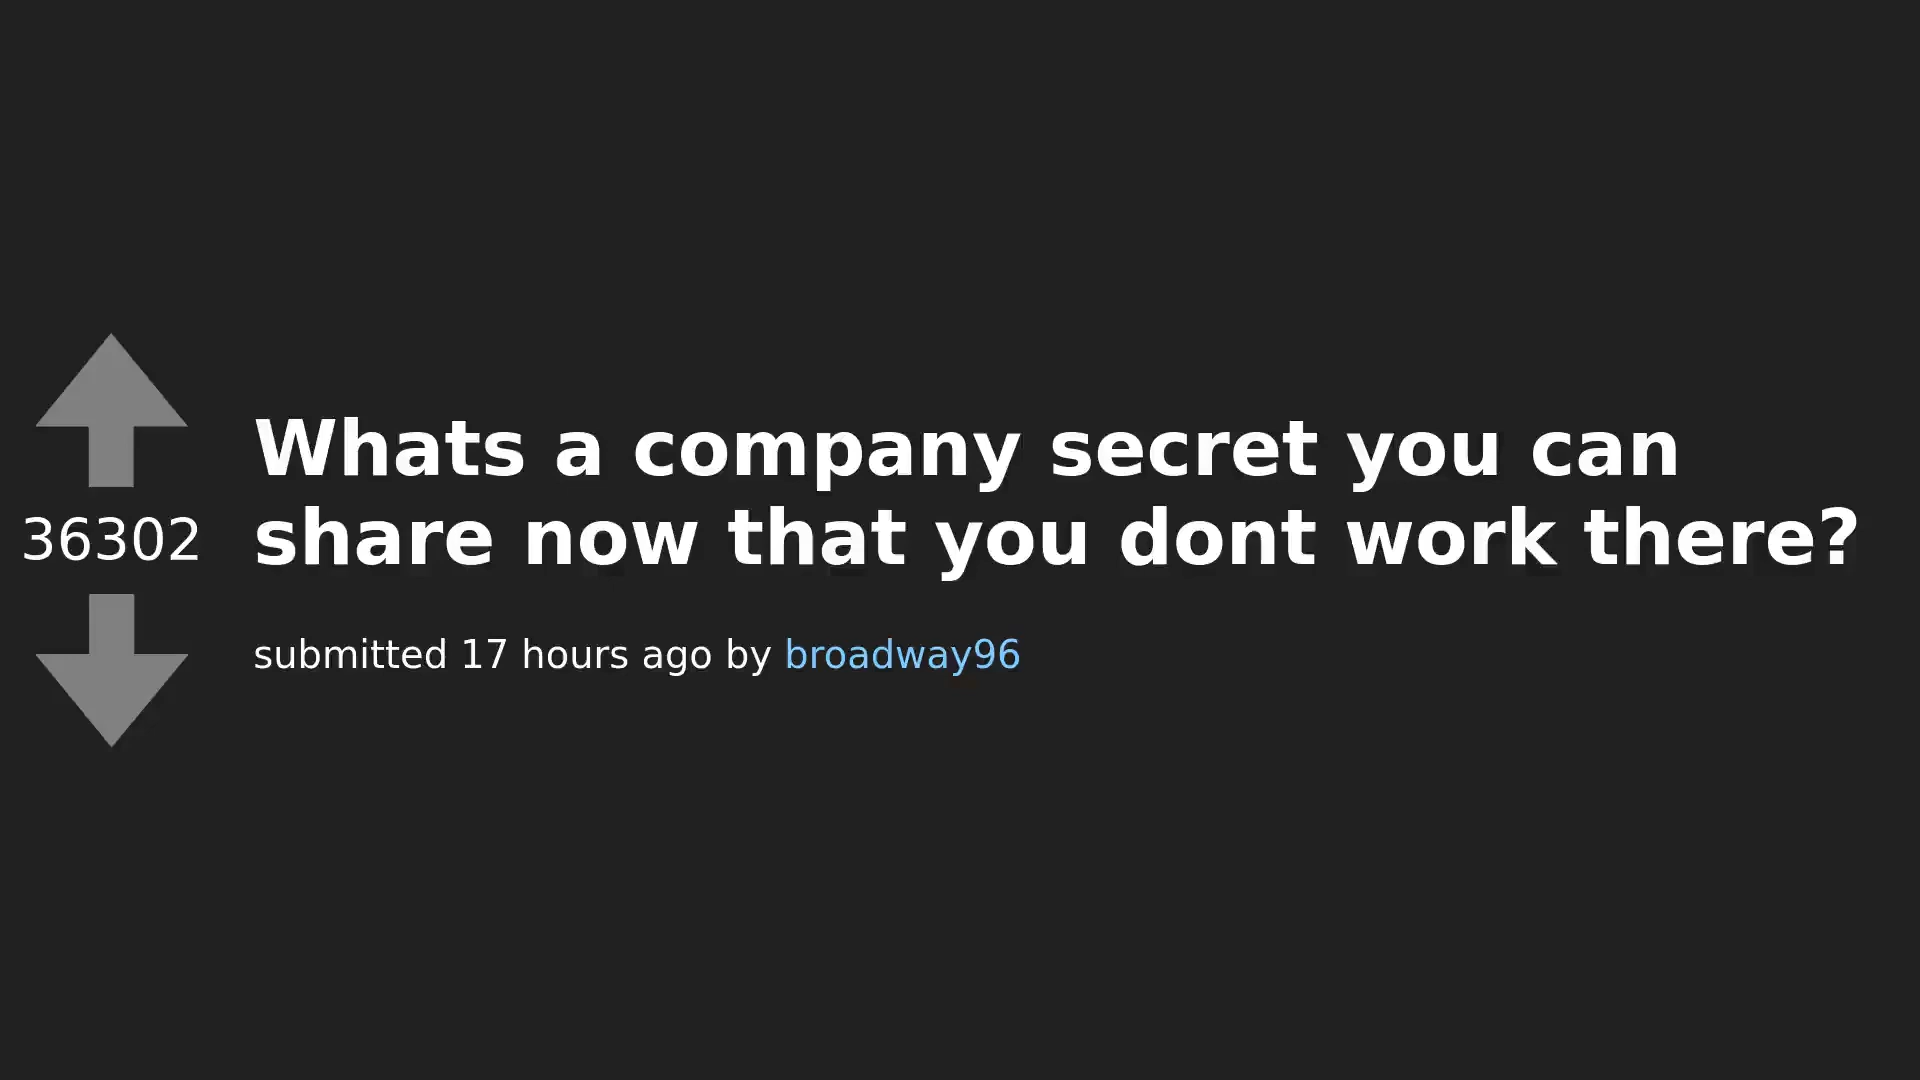 Whats a company secret you can
share now that you dont work there?
36302
submitted 17 hours ago by broadway96